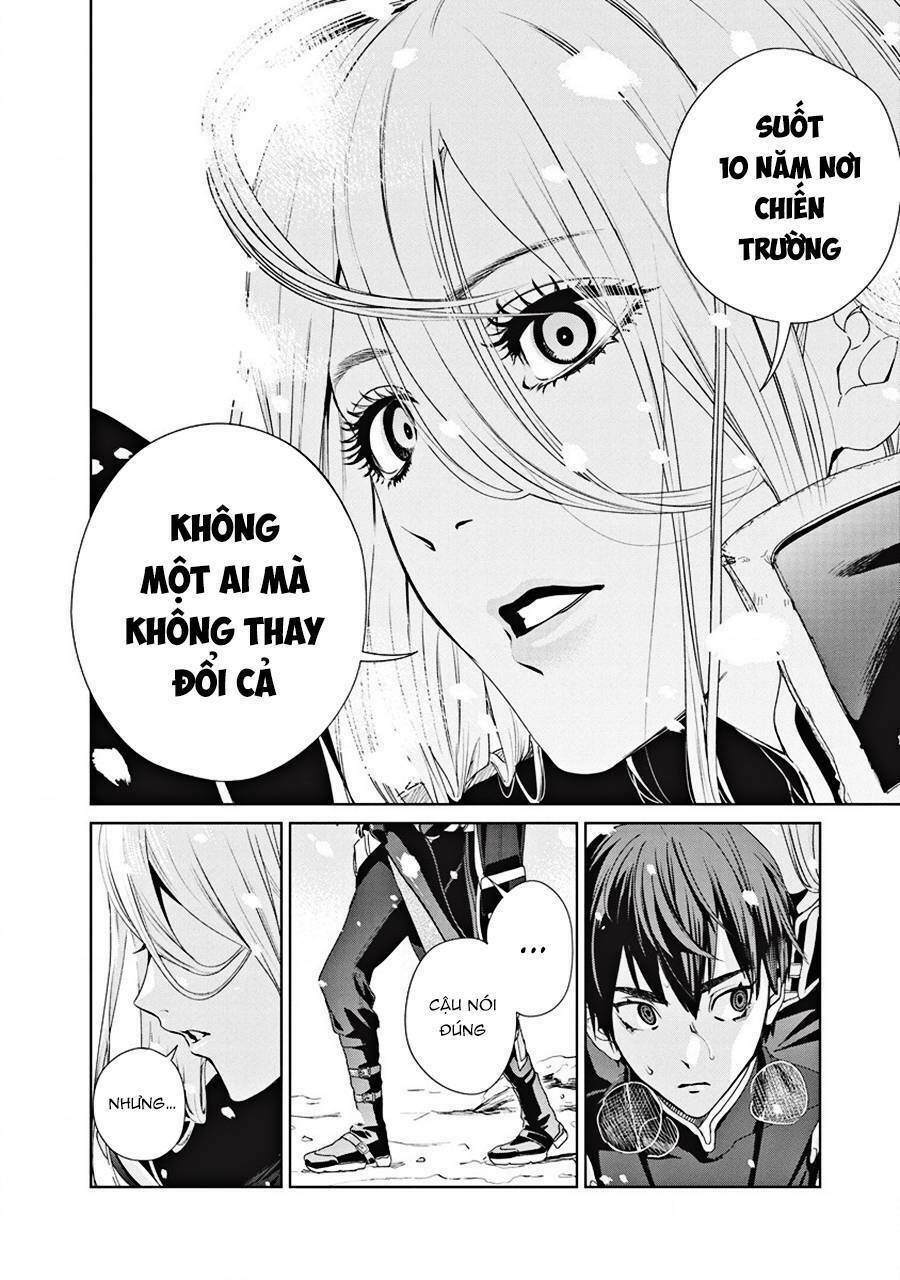 SUỐT
10 NĂM NƠI
CHIẾN
TRƯỜNG
KHÔNG
MỘT AI MÀ
KHÔNG THAY
ĐỔI CẢ
...
CẬU NÓI
ĐÚNG
NHƯNG...